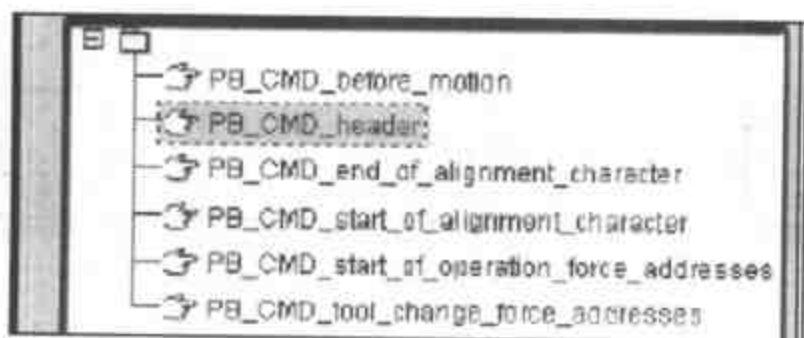 PB_CMD_before_motion
PB_CMD_header
PB_CMD_end_of_alignment_character
PB_CMD_start_of_alignment_character
PB_CMD_start_of_operation_force_addresses
PB_CMD_tool_change_force_addresses